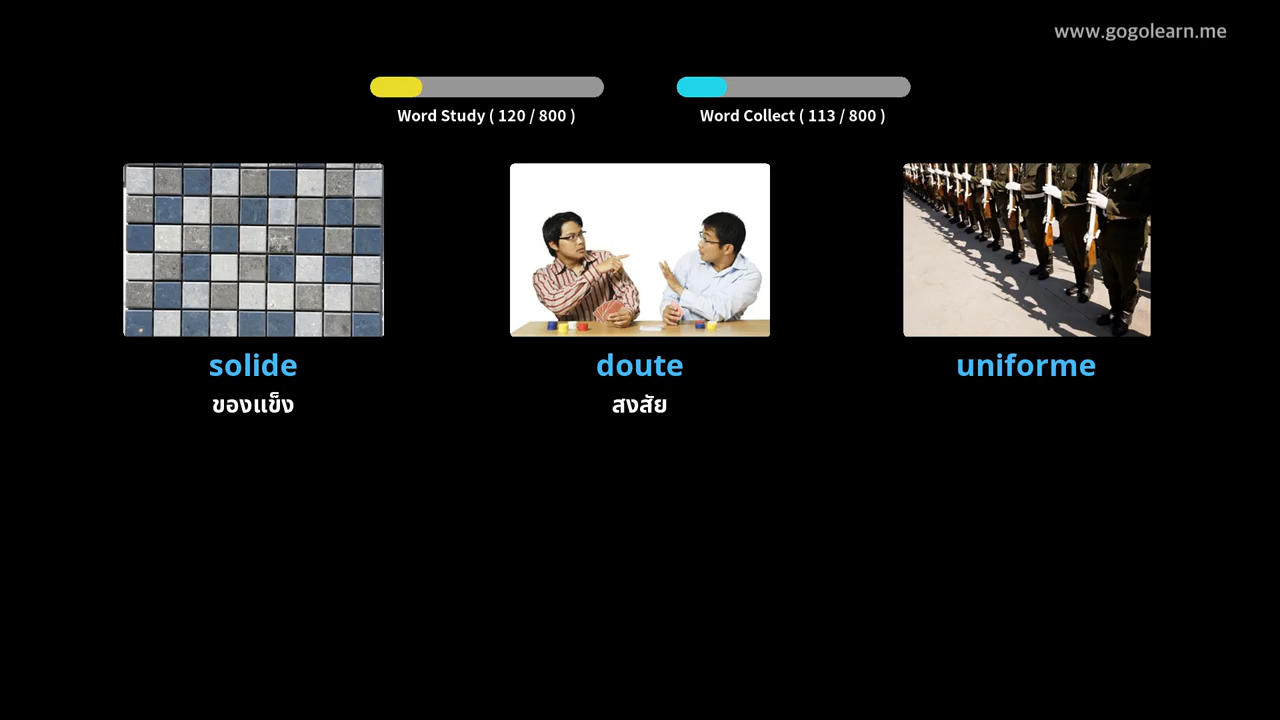 www.gogolearn.me
Word Study ( 120 / 800 )
Word Collect ( 113 / 800 )
solide
ของแข็ง
doute
สงสัย
uniforme